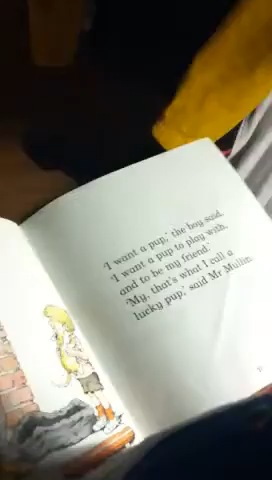 'I want a pup,' the boy said.
'I want a pup to play with,
and to be my friend.'
'My, that's what I call a
lucky pup,' said Mr Mullin.